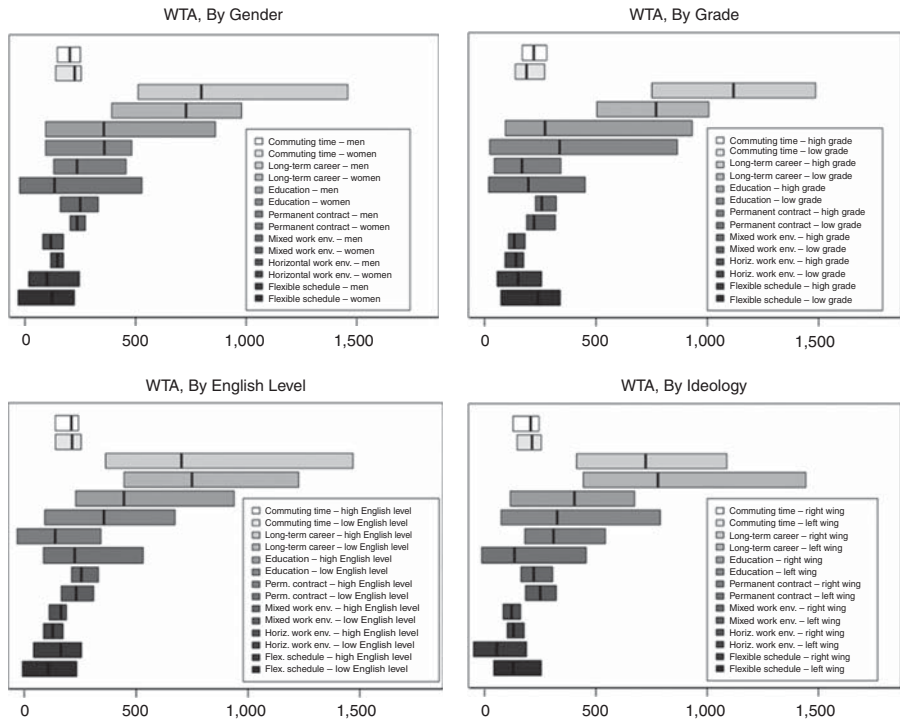 WTA, By Gender
Commuting time – men
Commuting time – women
Long-term career – men
Long-term career – women
Education – men
Education – women
Permanent contract – men
Permanent contract – women
Mixed work env. – men
Mixed work env. – women
Horizontal work env. – men
Horizontal work env. – women
Flexible schedule – men
Flexible schedule – women
0 500 1,000 1,500
WTA, By Grade
Commuting time – high grade
Commuting time – low grade
Long-term career – high grade
Long-term career – low grade
Education – high grade
Education – low grade
Permanent contract – high grade
Permanent contract – low grade
Mixed work env. – high grade
Mixed work env. – low grade
Horiz. work env. – high grade
Horiz. work env. – low grade
Flexible schedule – high grade
Flexible schedule – low grade
0 500 1,000 1,500
WTA, By English Level
Commuting time – high English level
Commuting time – low English level
Long-term career – high English level
Long-term career – low English level
Education – high English level
Education – low English level
Perm. contract – high English level
Perm. contract – low English level
Mixed work env. – high English level
Mixed work env. – low English level
Horiz. work env. – high English level
Horiz. work env. – low English level
Flex. schedule – high English level
Flex. schedule – low English level
0 500 1,000 1,500
WTA, By Ideology
Commuting time – right wing
Commuting time – left wing
Long-term career – right wing
Long-term career – left wing
Education – right wing
Education – left wing
Permanent contract – right wing
Permanent contract – left wing
Mixed work env. – right wing
Mixed work env. – left wing
Horiz. work env. – right wing
Horiz. work env. – left wing
Flexible schedule – right wing
Flexible schedule – left wing
0 500 1,000 1,500